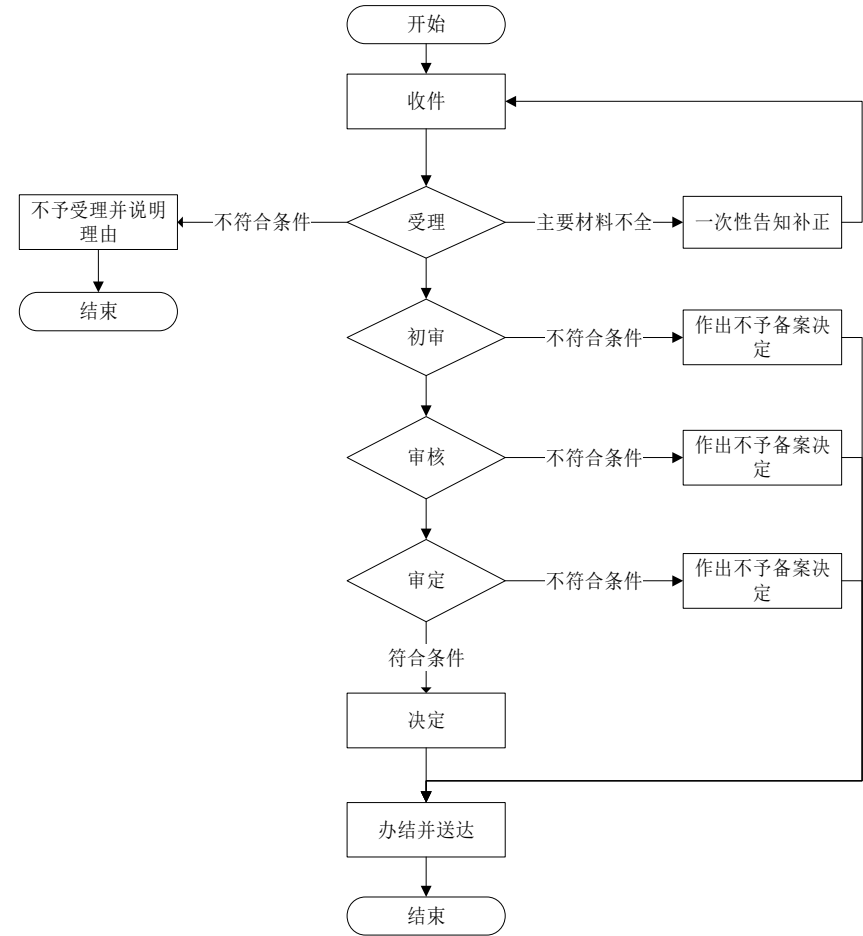 开始
收件
不予受理并说明
理由
不符合条件
受理
主要材料不全
一次性告知补正
结束
初审
不符合条件
作出不予备案决
定
审核
不符合条件
作出不予备案决
定
审定
不符合条件
作出不予备案决
定
符合条件
决定
办结并送达
结束